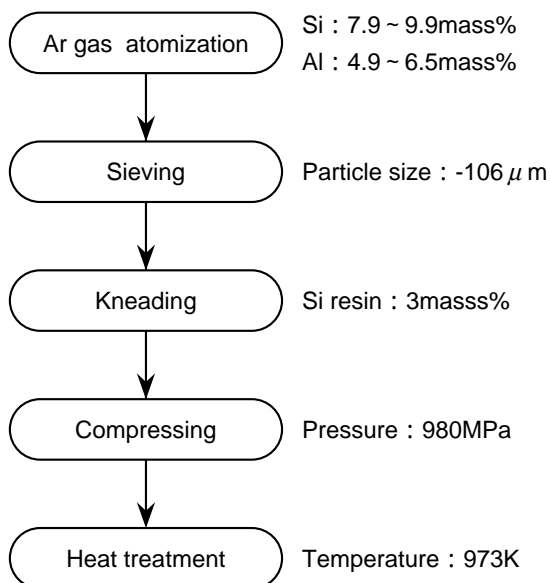 Ar gas atomization
Si：7.9～9.9mass%
Al：4.9～6.5mass%
Sieving
Particle size：-106μm
Kneading
Si resin：3masss%
Compressing
Pressure：980MPa
Heat treatment
Temperature：973K